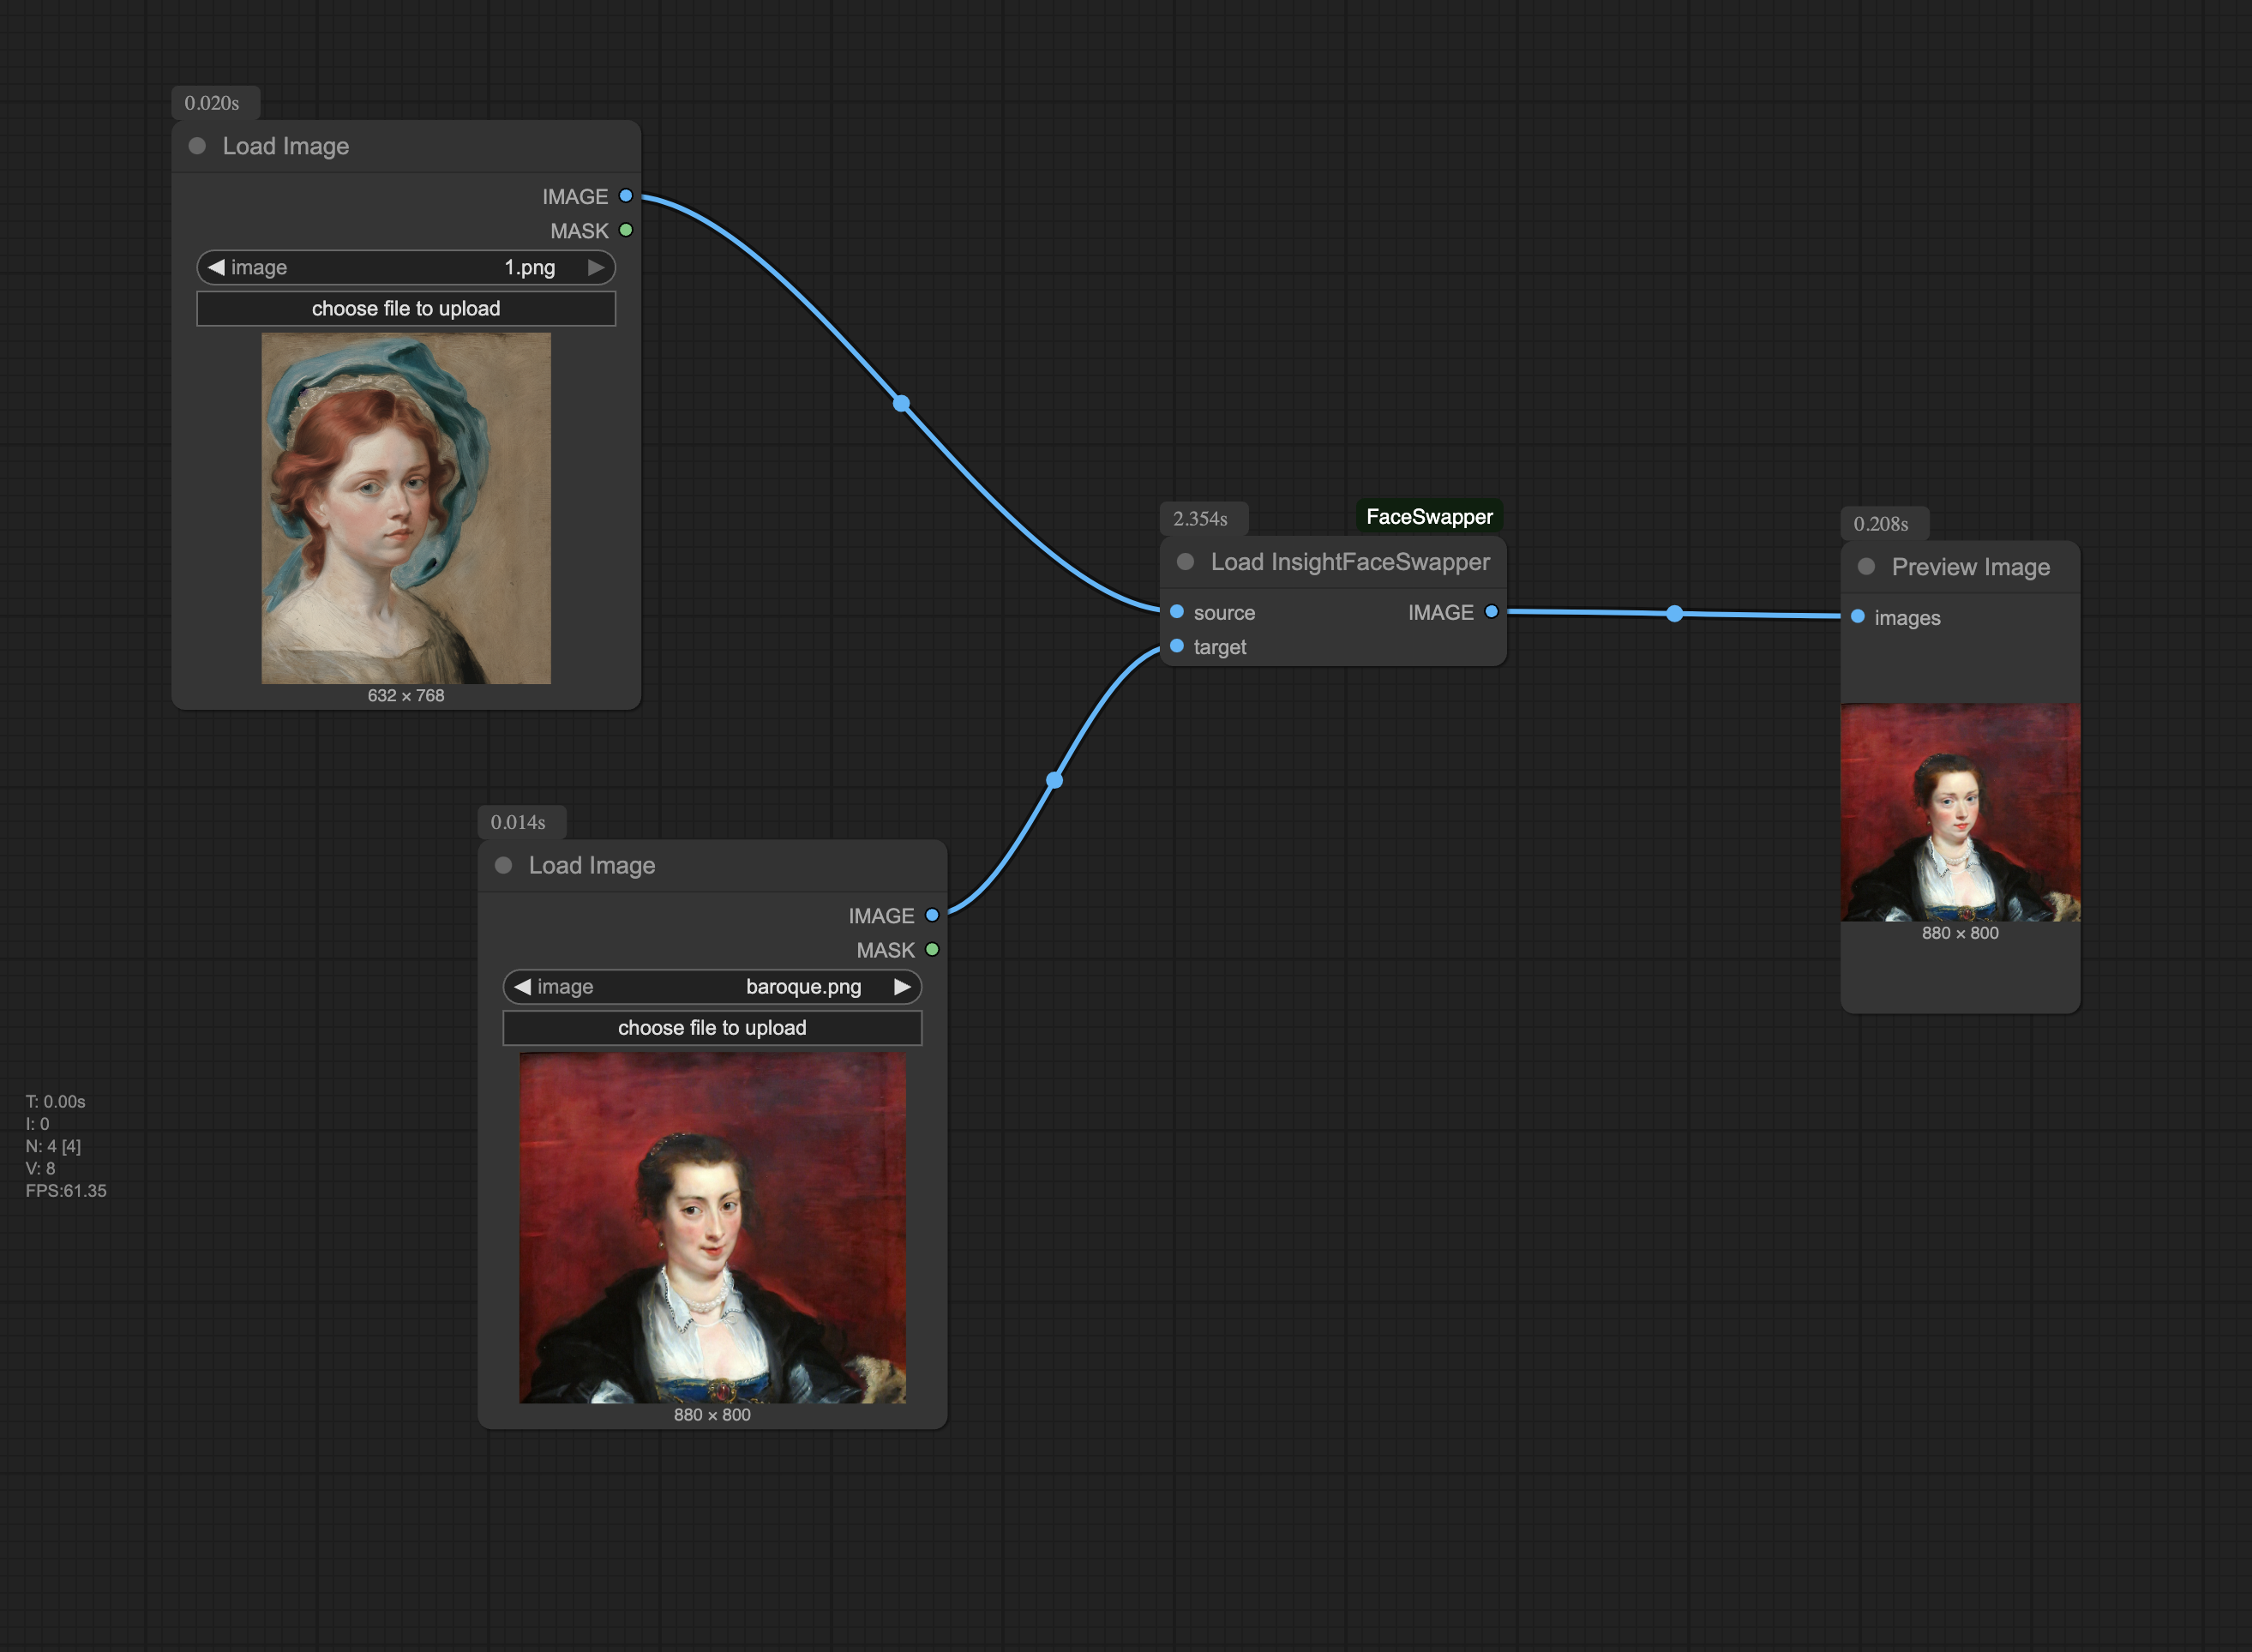 0.020s
Load Image
IMAGE
MASK
image 1.png
choose file to upload
632 × 768
2.354s FaceSwapper
Load InsightFaceSwapper
source IMAGE
target
0.208s
Preview Image
images
880 × 800
0.014s
Load Image
IMAGE
MASK
image baroque.png
choose file to upload
880 × 800
T: 0.00s
I: 0
N: 4 [4]
V: 8
FPS:61.35